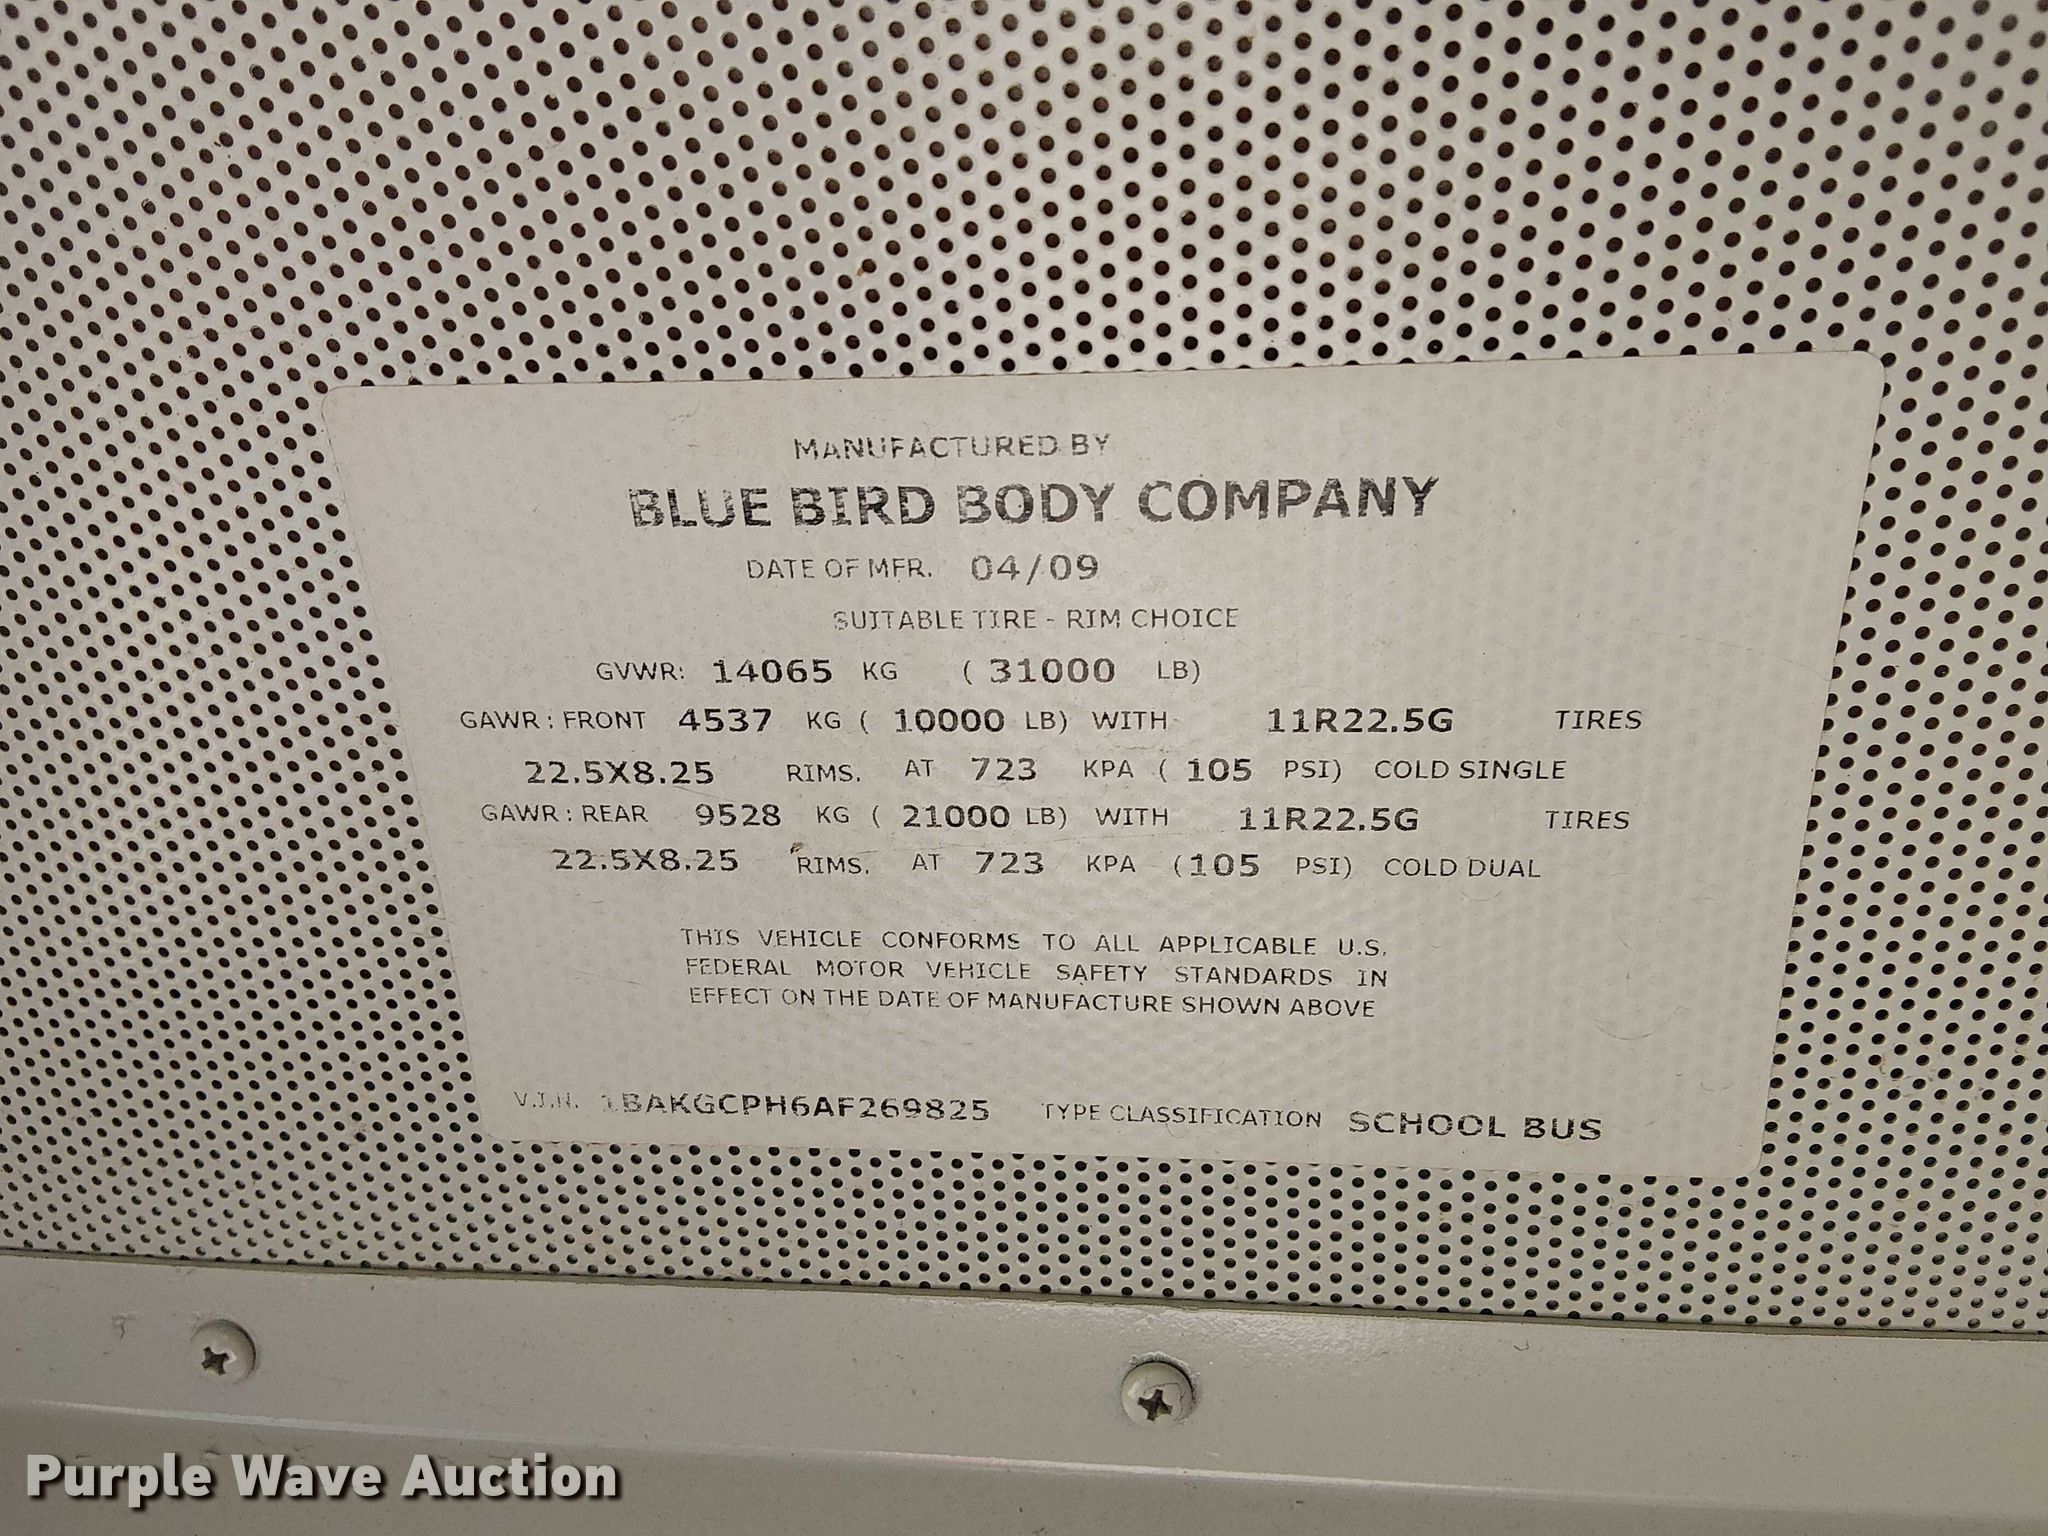 MANUFACTURED BY
BLUE BIRD BODY COMPANY
DATE OF MFR. 04/09
SUITABLE TIRE - RIM CHOICE
GVWR: 14065 KG ( 31000 LB)
GAWR : FRONT 4537 KG ( 10000 LB) WITH 11R22.5G TIRES
22.5X8.25 RIMS. AT 723 KPA ( 105 PSI) COLD SINGLE
GAWR : REAR 9528 KG ( 21000 LB) WITH 11R22.5G TIRES
22.5X8.25 RIMS. AT 723 KPA ( 105 PSI) COLD DUAL
THIS VEHICLE CONFORMS TO ALL APPLICABLE U.S.
FEDERAL MOTOR VEHICLE SAFETY STANDARDS IN
EFFECT ON THE DATE OF MANUFACTURE SHOWN ABOVE
V.I.N. 1BAKGCPH6AF269825 TYPE CLASSIFICATION SCHOOL BUS
Purple Wave Auction